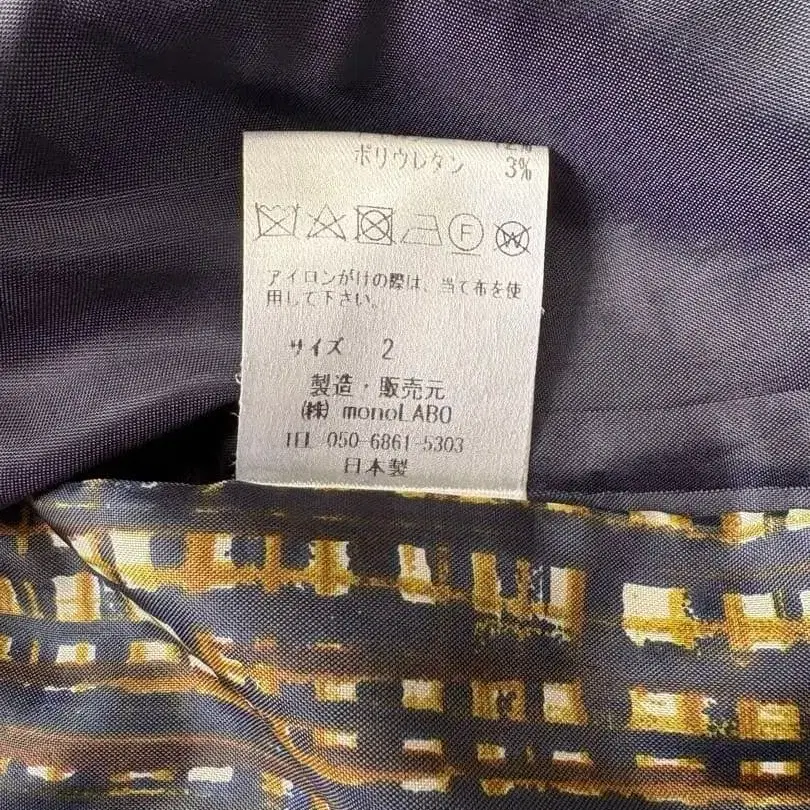 ポリウレタン 3%
F W
アイロンがけの際は、当て布を使
用して下さい。
サイズ 2
製造・販売元
(株) monoLABO
TEL 050-6861-5303
日本製